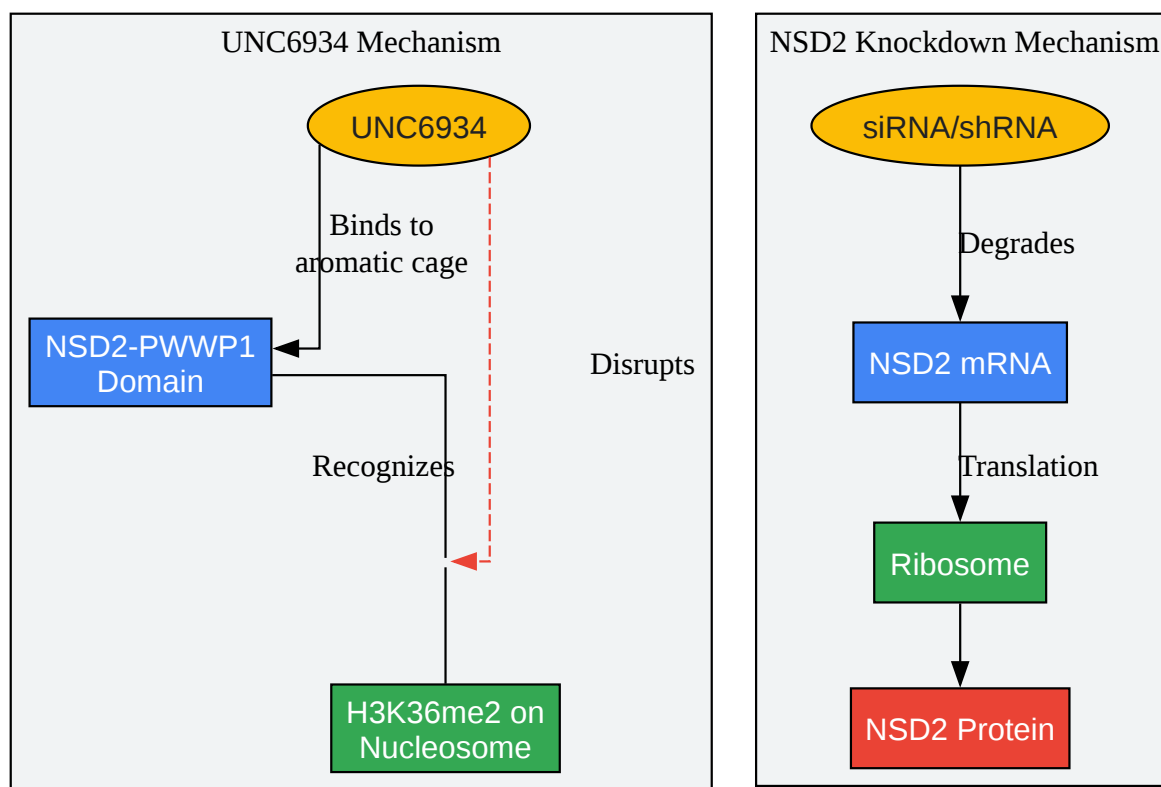 UNC6934 Mechanism
UNC6934
Binds to
aromatic cage
NSD2-PWWP1
Domain
Disrupts
Recognizes
H3K36me2 on
Nucleosome
NSD2 Knockdown Mechanism
siRNA/shRNA
Degrades
NSD2 mRNA
Translation
Ribosome
NSD2 Protein